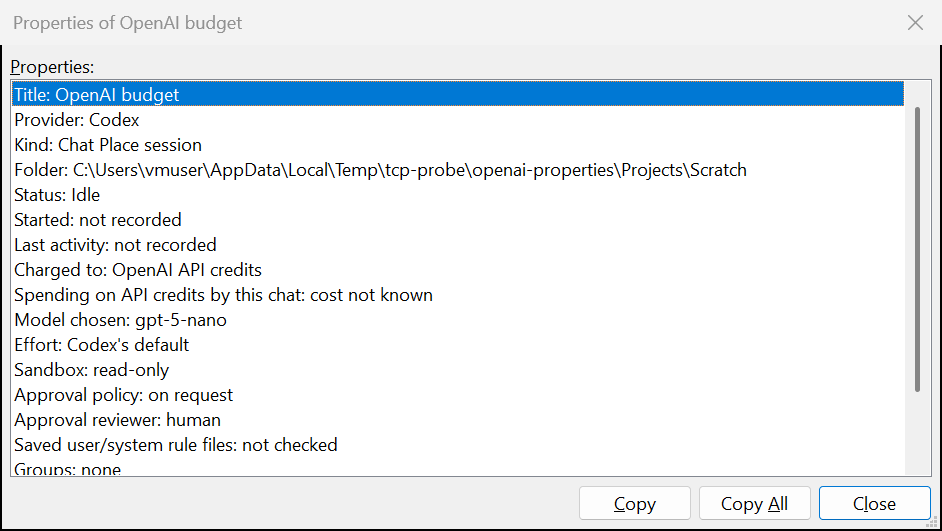 Properties of OpenAI budget
Properties:
Title: OpenAI budget
Provider: Codex
Kind: Chat Place session
Folder: C:\Users\vmuser\AppData\Local\Temp\tcp-probe\openai-properties\Projects\Scratch
Status: Idle
Started: not recorded
Last activity: not recorded
Charged to: OpenAI API credits
Spending on API credits by this chat: cost not known
Model chosen: gpt-5-nano
Effort: Codex's default
Sandbox: read-only
Approval policy: on request
Approval reviewer: human
Saved user/system rule files: not checked
Groups: none
Copy Copy All Close